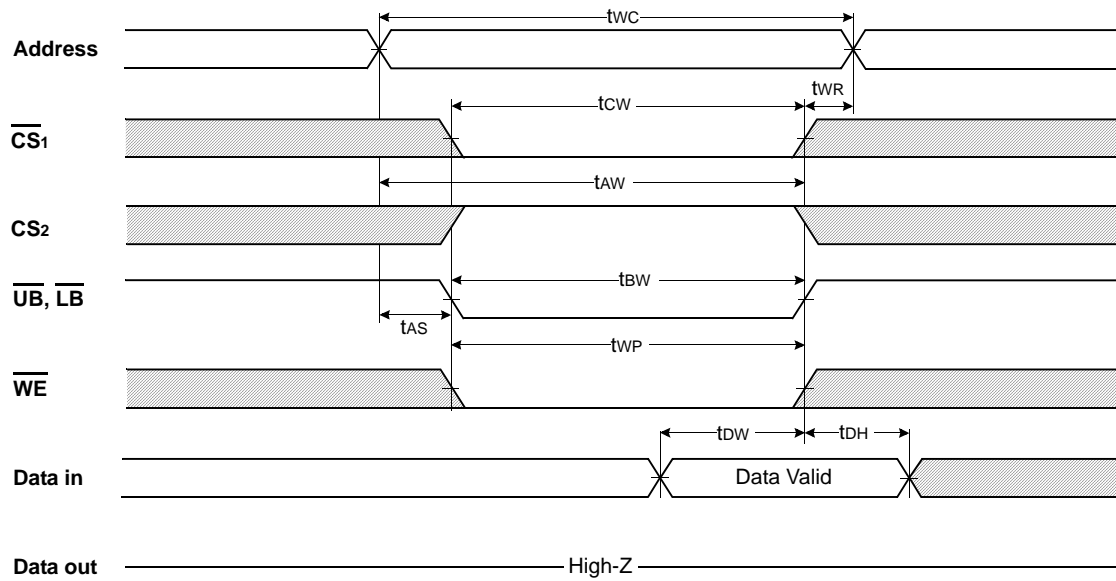 tWC
Address
tWR
tCW
CS1
tAW
CS2
tBW
UB, LB
tAS
tWP
WE
tDW
tDH
Data in
Data Valid
Data out
High-Z